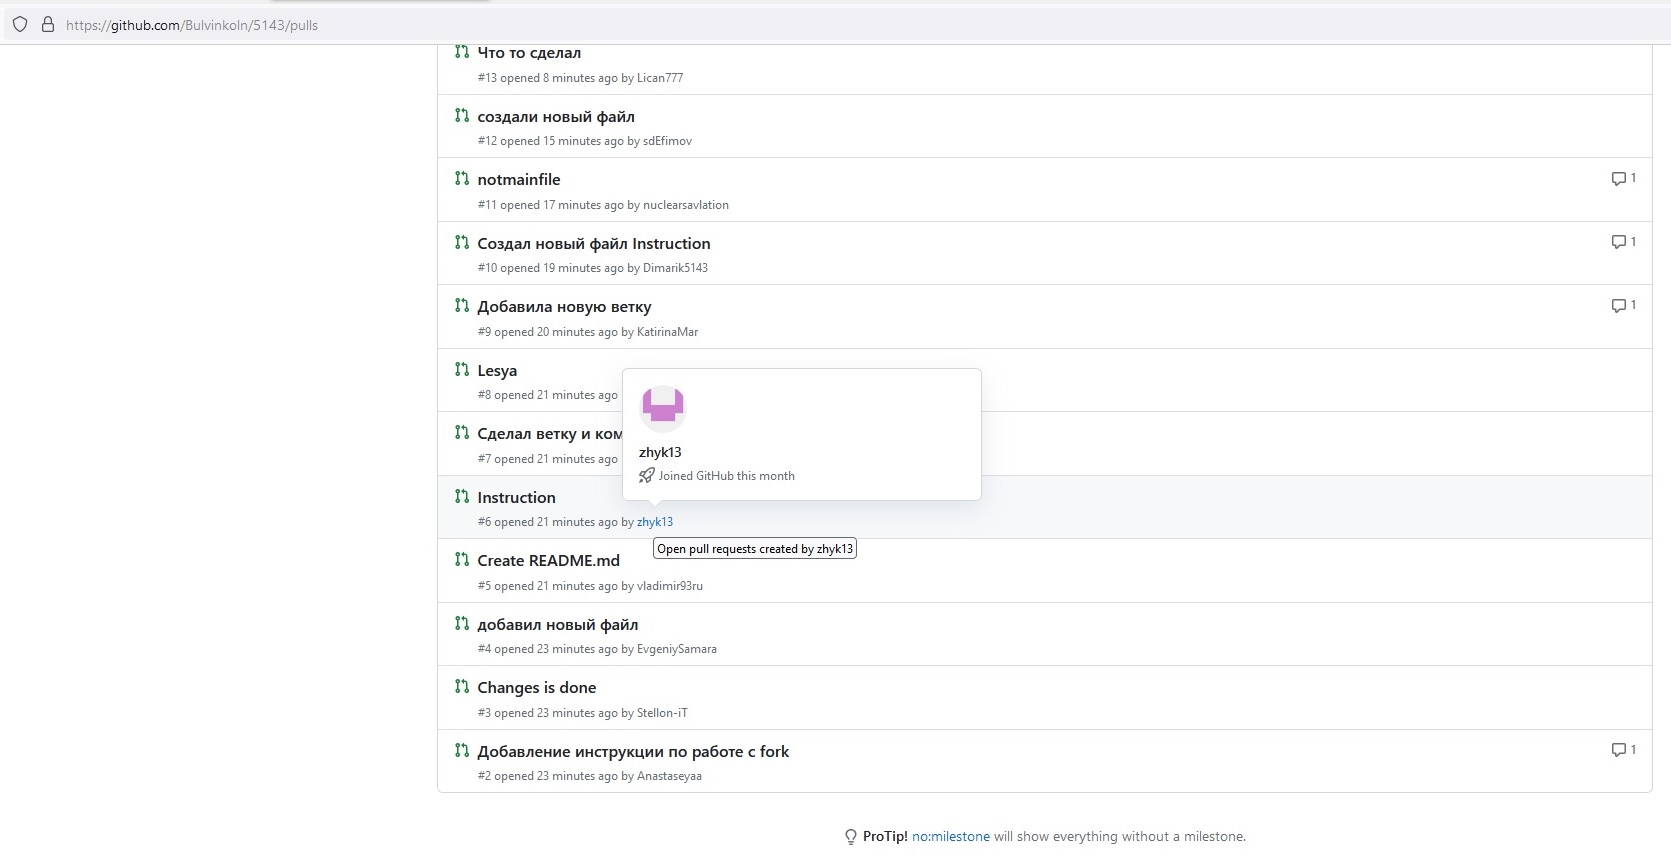 https://github.com/Bulvinkoln/5143/pulls
Что то сделал
#13 opened 8 minutes ago by Lican777
создали новый файл
#12 opened 15 minutes ago by sdEfimov
notmainfile
1
#11 opened 17 minutes ago by nuclearsavlation
Создал новый файл Instruction
1
#10 opened 19 minutes ago by Dimarik5143
Добавила новую ветку
1
#9 opened 20 minutes ago by KatirinaMar
Lesya
#8 opened 21 minutes ago
Сделал ветку и ком
#7 opened 21 minutes ago
zhyk13
Joined GitHub this month
Instruction
#6 opened 21 minutes ago by zhyk13
Open pull requests created by zhyk13
Create README.md
#5 opened 21 minutes ago by vladimir93ru
добавил новый файл
#4 opened 23 minutes ago by EvgeniySamara
Changes is done
#3 opened 23 minutes ago by Stellon-iT
Добавление инструкции по работе с fork
1
#2 opened 23 minutes ago by Anastaseyaa
ProTip! no:milestone will show everything without a milestone.